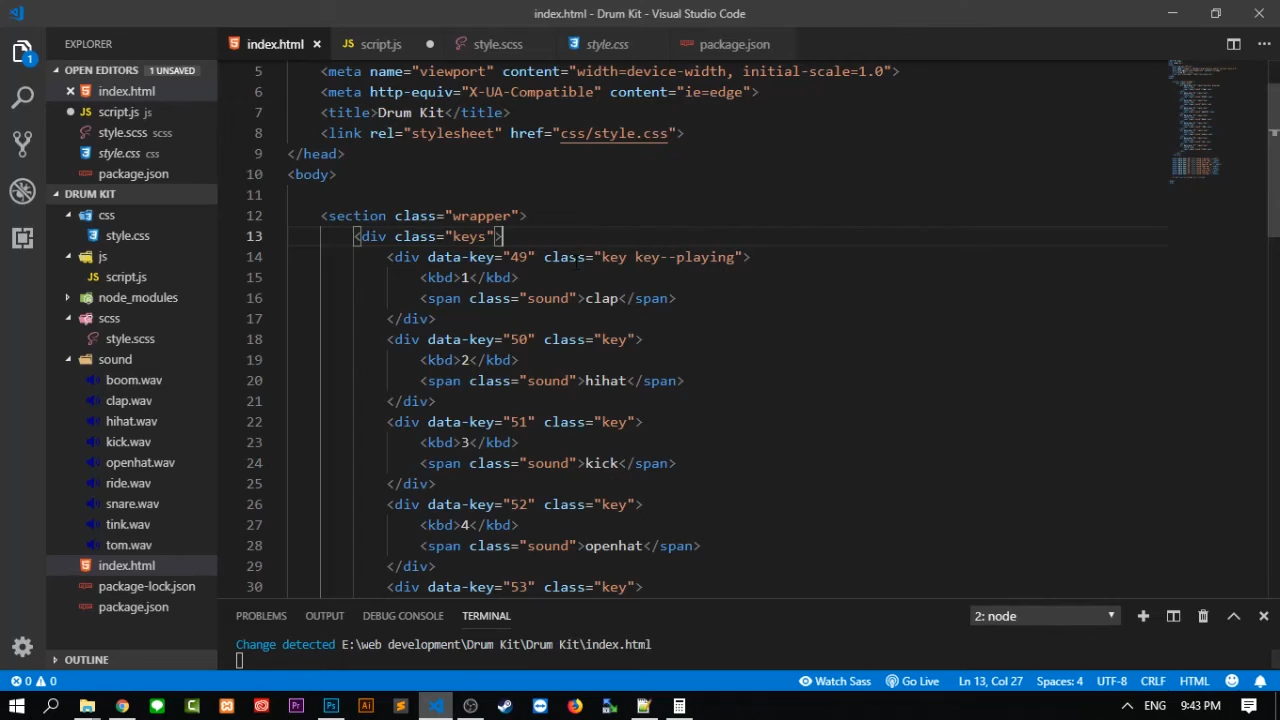 index.html - Drum Kit - Visual Studio Code
EXPLORER
OPEN EDITORS 1 UNSAVED
index.html
script.js js
style.scss scss
style.css css
package.json
DRUM KIT
css
style.css
js
script.js
node_modules
scss
style.scss
sound
boom.wav
clap.wav
hihat.wav
kick.wav
openhat.wav
ride.wav
snare.wav
tink.wav
tom.wav
index.html
package-lock.json
package.json
OUTLINE
index.html script.js style.scss style.css package.json
5 <meta name="viewport" content="width=device-width, initial-scale=1.0">
6 <meta http-equiv="X-UA-Compatible" content="ie=edge">
7 <title>Drum Kit</title>
8 <link rel="stylesheet" href="css/style.css">
9 </head>
10 <body>
11
12 <section class="wrapper">
13 <div class="keys">
14 <div data-key="49" class="key key--playing">
15 <kbd>1</kbd>
16 <span class="sound">clap</span>
17 </div>
18 <div data-key="50" class="key">
19 <kbd>2</kbd>
20 <span class="sound">hihat</span>
21 </div>
22 <div data-key="51" class="key">
23 <kbd>3</kbd>
24 <span class="sound">kick</span>
25 </div>
26 <div data-key="52" class="key">
27 <kbd>4</kbd>
28 <span class="sound">openhat</span>
29 </div>
30 <div data-key="53" class="key">
PROBLEMS OUTPUT DEBUG CONSOLE TERMINAL 2: node
Change detected E:\web development\Drum Kit\Drum Kit\index.html
0 0 Watch Sass Go Live Ln 13, Col 27 Spaces: 4 UTF-8 CRLF HTML
9:43 PM